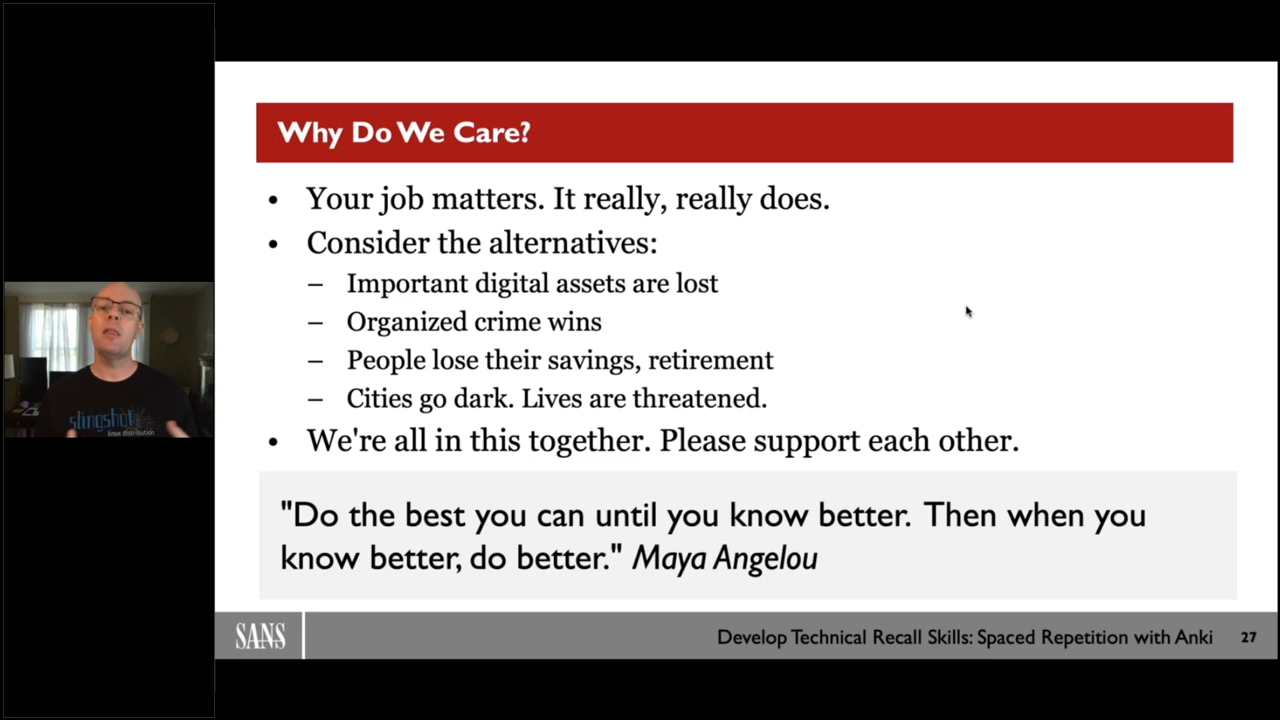 Why Do We Care?
• Your job matters. It really, really does.
• Consider the alternatives:
– Important digital assets are lost
– Organized crime wins
– People lose their savings, retirement
– Cities go dark. Lives are threatened.
• We're all in this together. Please support each other.
"Do the best you can until you know better. Then when you
know better, do better." Maya Angelou
slingshot
linux distribution
SANS
Develop Technical Recall Skills: Spaced Repetition with Anki 27